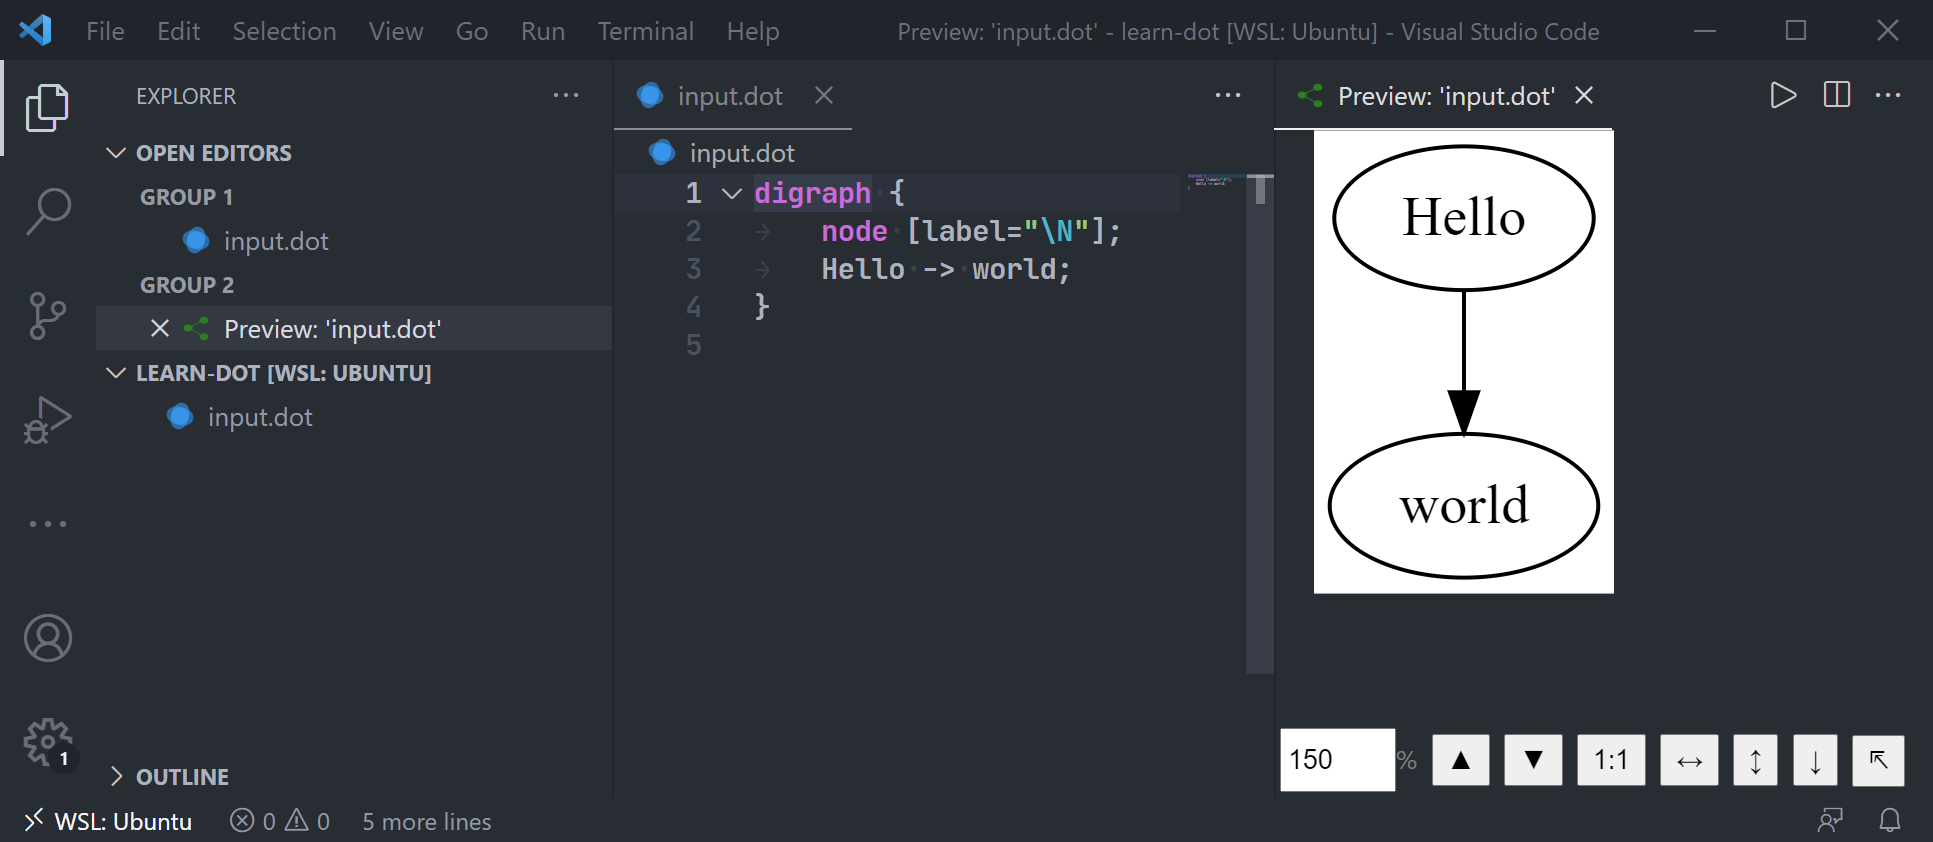 File Edit Selection View Go Run Terminal Help Preview: 'input.dot' - learn-dot [WSL: Ubuntu] - Visual Studio Code
EXPLORER
OPEN EDITORS
GROUP 1
input.dot
GROUP 2
Preview: 'input.dot'
LEARN-DOT [WSL: UBUNTU]
input.dot
OUTLINE
1
input.dot
input.dot
1 digraph {
2 node [label="\N"];
3 Hello -> world;
4 }
5
Preview: 'input.dot'
Hello
world
150 % ▲ ▼ 1:1 ↔ ↕ ↓ ↖
WSL: Ubuntu 0 0 5 more lines